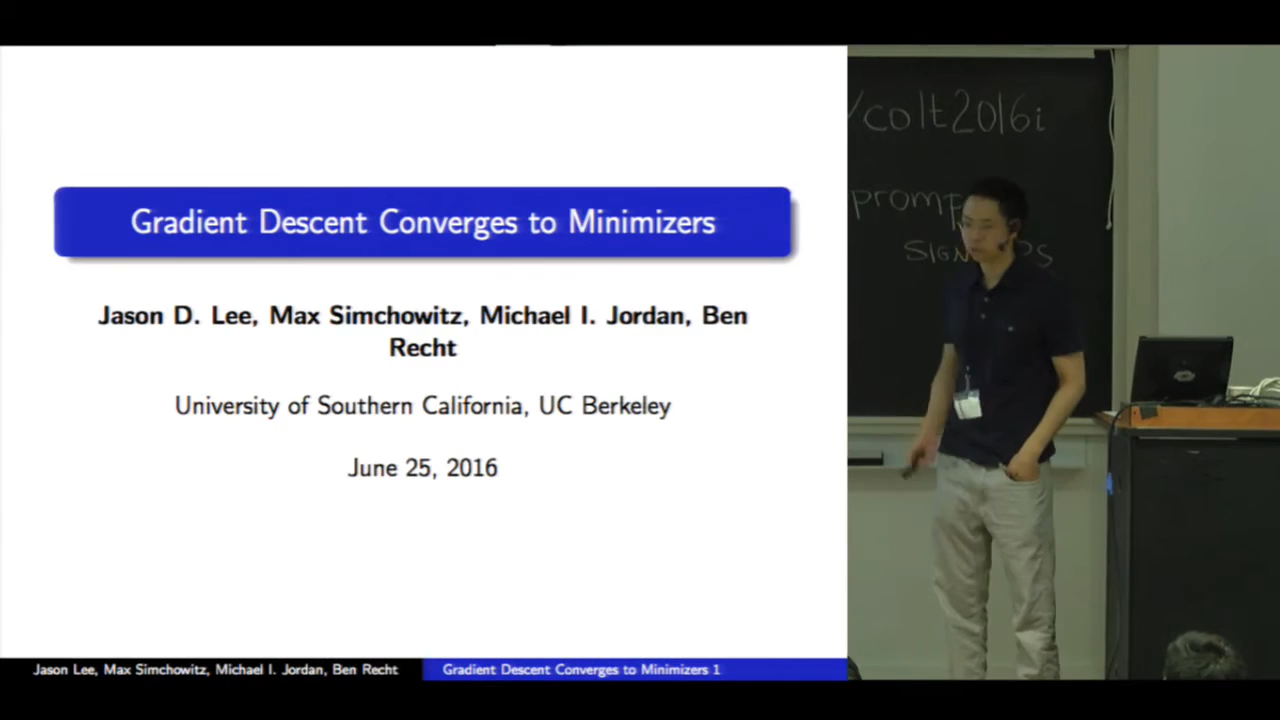 Gradient Descent Converges to Minimizers
Jason D. Lee, Max Simchowitz, Michael I. Jordan, Ben
Recht
University of Southern California, UC Berkeley
June 25, 2016
Jason Lee, Max Simchowitz, Michael I. Jordan, Ben Recht
Gradient Descent Converges to Minimizers 1
/colt2016i